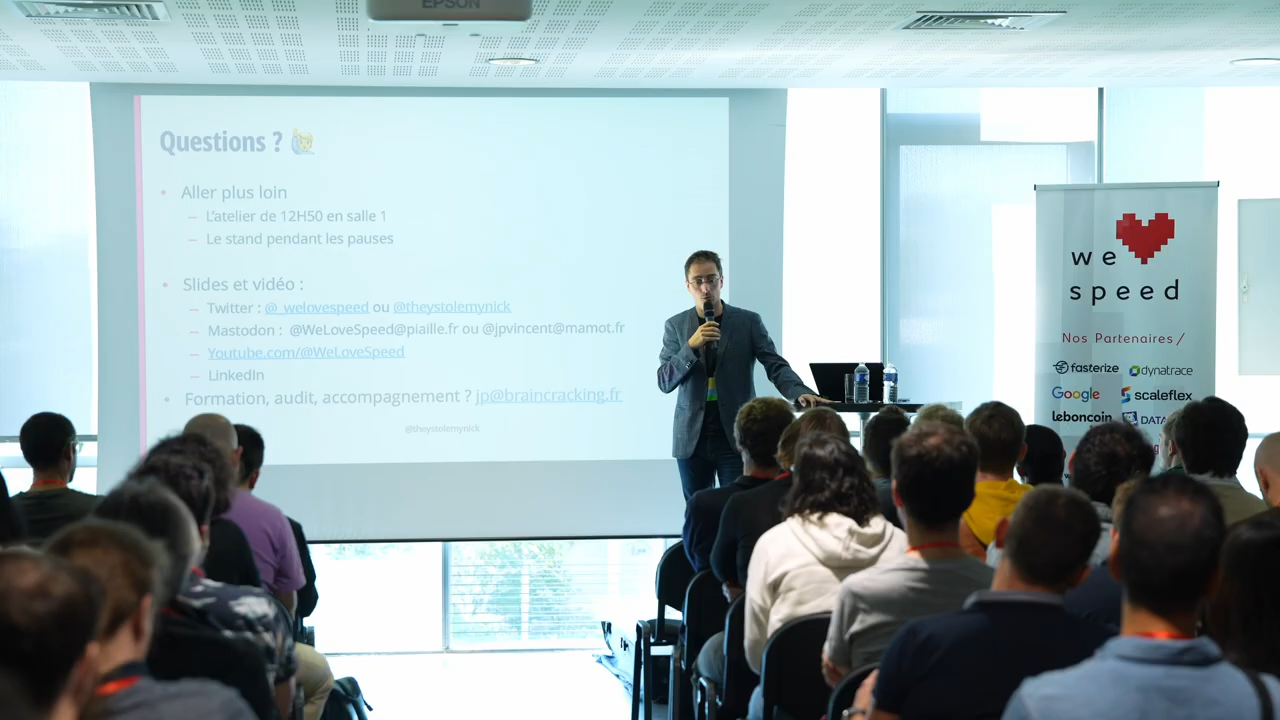 EPSON
Questions ?
• Aller plus loin
– L'atelier de 12H50 en salle 1
– Le stand pendant les pauses
• Slides et vidéo :
– Twitter : @_welovespeed ou @theystolemynick
– Mastodon : @WeLoveSpeed@piaille.fr ou @jpvincent@mamot.fr
– Youtube.com/@WeLoveSpeed
– LinkedIn
• Formation, audit, accompagnement ? jp@braincracking.fr
@theystolemynick
we
speed
Nos Partenaires /
fasterize dynatrace
Google scaleflex
leboncoin DATA